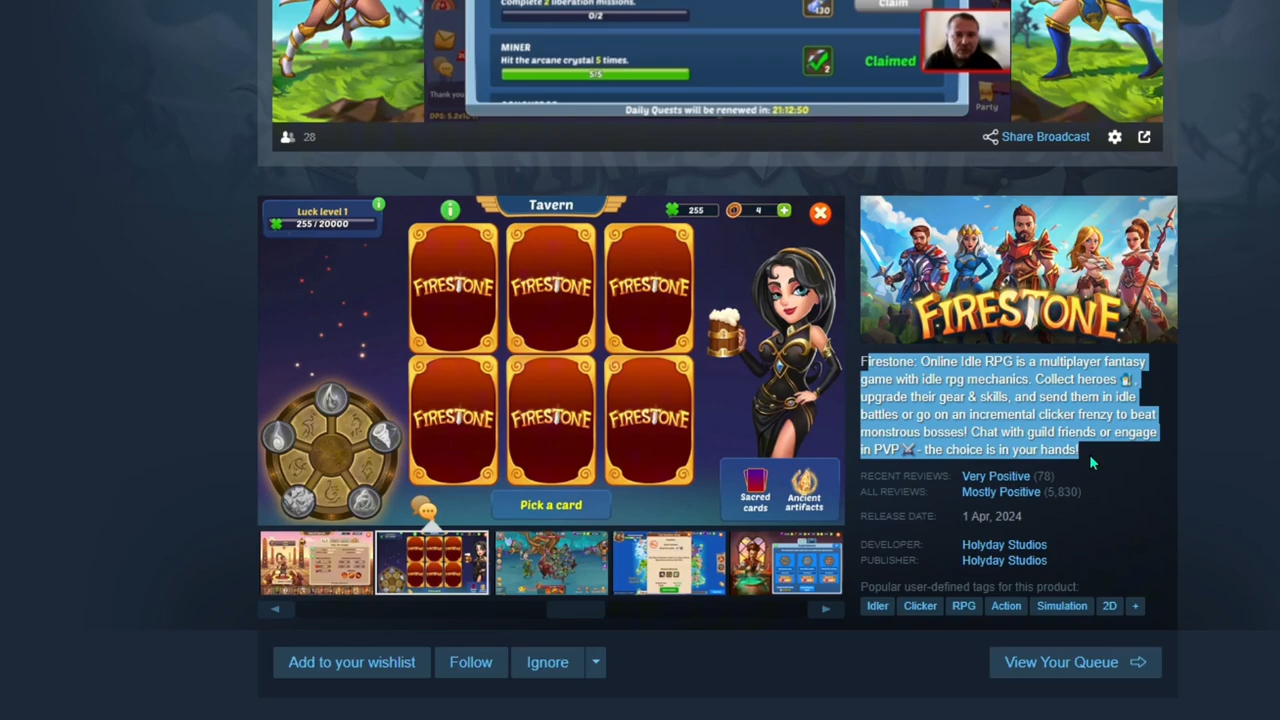 Complete 2 liberation missions.
0/2
130
Claim
MINER
Hit the arcane crystal 5 times.
5/5
2
Claimed
Thank you
Daily Quests will be renewed in: 21:12:50
Party
28
Share Broadcast
Luck level 1
255 / 20000
Tavern
255
4
FIRESTONE FIRESTONE FIRESTONE
FIRESTONE FIRESTONE FIRESTONE
Pick a card
Sacred cards
Ancient artifacts
FIRESTONE
Firestone: Online Idle RPG is a multiplayer fantasy
game with idle rpg mechanics. Collect heroes,
upgrade their gear & skills, and send them in idle
battles or go on an incremental clicker frenzy to beat
monstrous bosses! Chat with guild friends or engage
in PVP ⚔ - the choice is in your hands!
RECENT REVIEWS: Very Positive (78)
ALL REVIEWS: Mostly Positive (5,830)
RELEASE DATE: 1 Apr, 2024
DEVELOPER: Holyday Studios
PUBLISHER: Holyday Studios
Popular user-defined tags for this product:
Idler Clicker RPG Action Simulation 2D +
Add to your wishlist
Follow
Ignore
View Your Queue
FIRESTONE